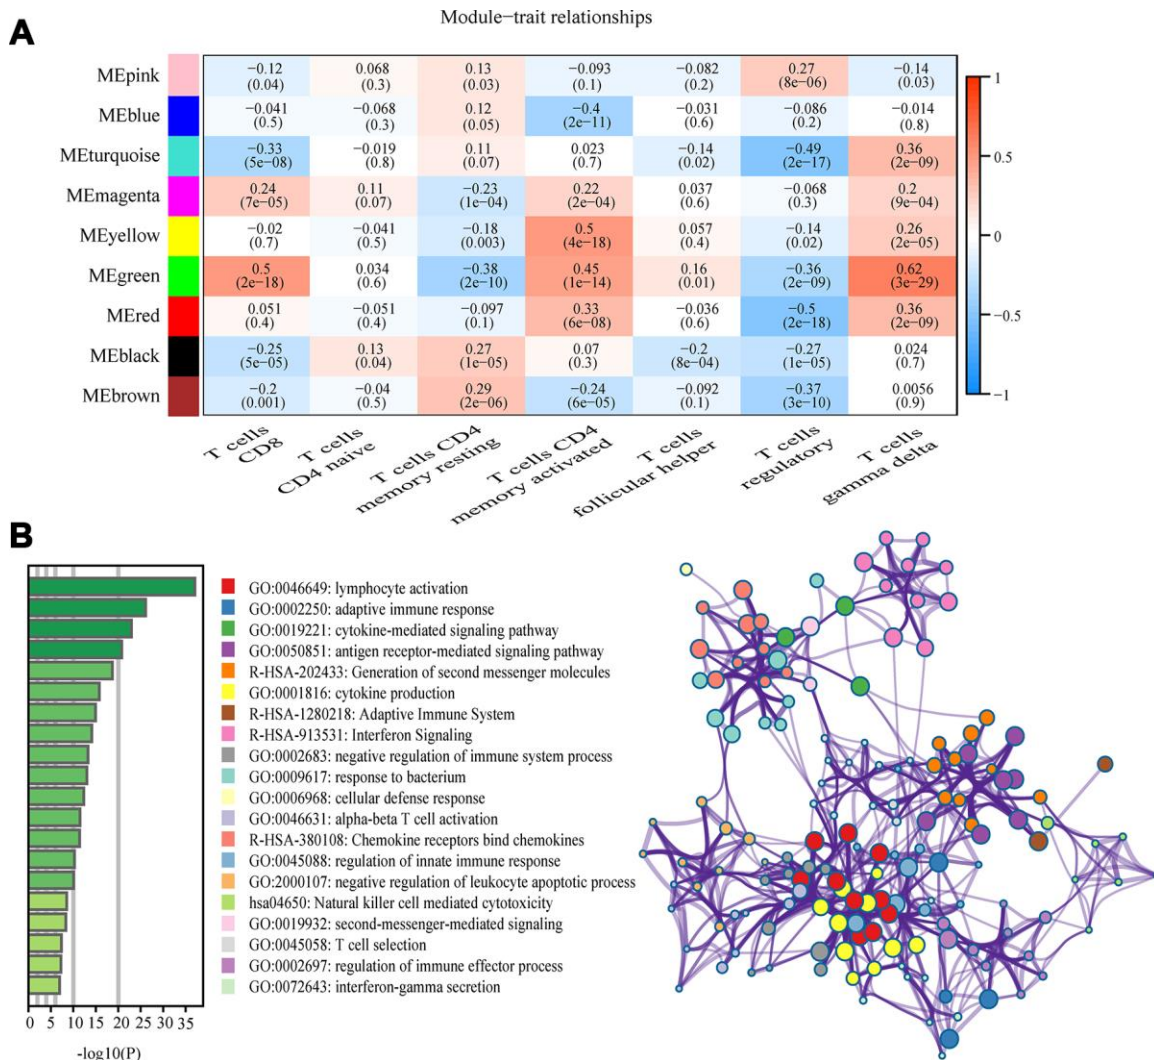 Module−trait relationships
A
MEpink −0.12 0.068 0.13 −0.093 −0.082 0.27 −0.14
(0.04) (0.3) (0.03) (0.1) (0.2) (8e−06) (0.03)
MEblue −0.041 −0.068 0.12 −0.4 −0.031 −0.086 −0.014
(0.5) (0.3) (0.05) (2e−11) (0.6) (0.2) (0.8)
MEturquoise −0.33 −0.019 0.11 0.023 −0.14 −0.49 0.36
(5e−08) (0.8) (0.07) (0.7) (0.02) (2e−17) (2e−09)
MEmagenta 0.24 0.11 −0.23 0.22 0.037 −0.068 0.2
(7e−05) (0.07) (1e−04) (2e−04) (0.6) (0.3) (9e−04)
MEyellow −0.02 −0.041 −0.18 0.5 0.057 −0.14 0.26
(0.7) (0.5) (0.003) (4e−18) (0.4) (0.02) (2e−05)
MEgreen 0.5 0.034 −0.38 0.45 0.16 −0.36 0.62
(2e−18) (0.6) (2e−10) (1e−14) (0.01) (2e−09) (3e−29)
MEred 0.051 −0.051 −0.097 0.33 −0.036 −0.5 0.36
(0.4) (0.4) (0.1) (6e−08) (0.6) (2e−18) (2e−09)
MEblack −0.25 0.13 0.27 0.07 −0.2 −0.27 0.024
(5e−05) (0.04) (1e−05) (0.3) (8e−04) (1e−05) (0.7)
MEbrown −0.2 −0.04 0.29 −0.24 −0.092 −0.37 0.0056
(0.001) (0.5) (2e−06) (6e−05) (0.1) (3e−10) (0.9)
1
0.5
0
−0.5
−1
T cells
CD8
T cells
CD4 naive
T cells CD4
memory resting
T cells CD4
memory activated
T cells
follicular helper
T cells
regulatory
T cells
gamma delta
B
GO:0046649: lymphocyte activation
GO:0002250: adaptive immune response
GO:0019221: cytokine-mediated signaling pathway
GO:0050851: antigen receptor-mediated signaling pathway
R-HSA-202433: Generation of second messenger molecules
GO:0001816: cytokine production
R-HSA-1280218: Adaptive Immune System
R-HSA-913531: Interferon Signaling
GO:0002683: negative regulation of immune system process
GO:0009617: response to bacterium
GO:0006968: cellular defense response
GO:0046631: alpha-beta T cell activation
R-HSA-380108: Chemokine receptors bind chemokines
GO:0045088: regulation of innate immune response
GO:2000107: negative regulation of leukocyte apoptotic process
hsa04650: Natural killer cell mediated cytotoxicity
GO:0019932: second-messenger-mediated signaling
GO:0045058: T cell selection
GO:0002697: regulation of immune effector process
GO:0072643: interferon-gamma secretion
0 5 10 15 20 25 30 35
-log10(P)